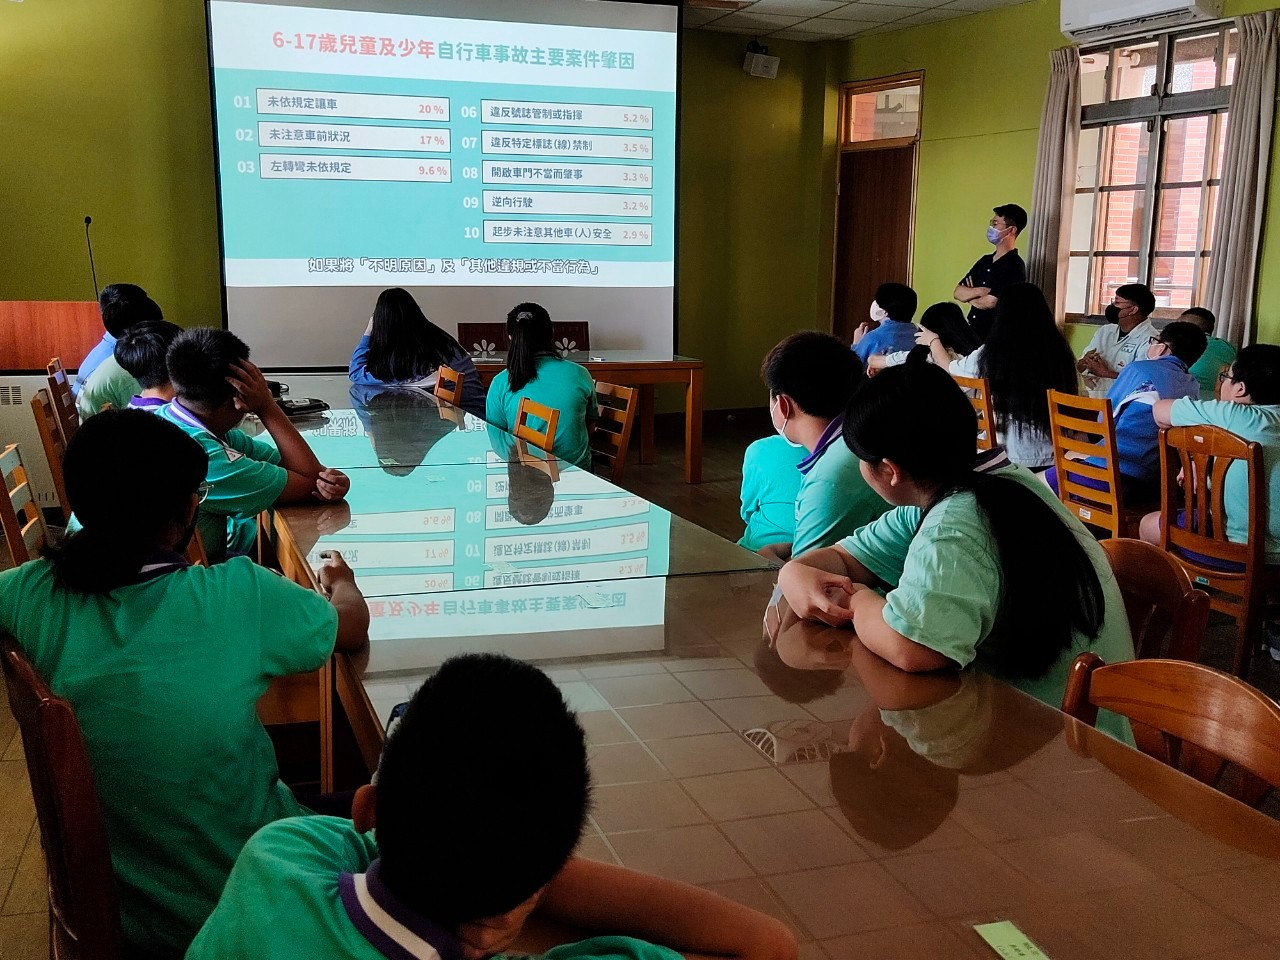 6-17歲兒童及少年自行車事故主要案件肇因
01 未依規定讓車 20 %
02 未注意車前狀況 17 %
03 左轉彎未依規定 9.6 %
06 違反號誌管制或指揮 5.2 %
07 違反特定標誌(線)禁制 3.5 %
08 開啟車門不當而肇事 3.3 %
09 逆向行駛 3.2 %
10 起步未注意其他車(人)安全 2.9 %
如果將「不明原因」及「其他違規或不當行為」